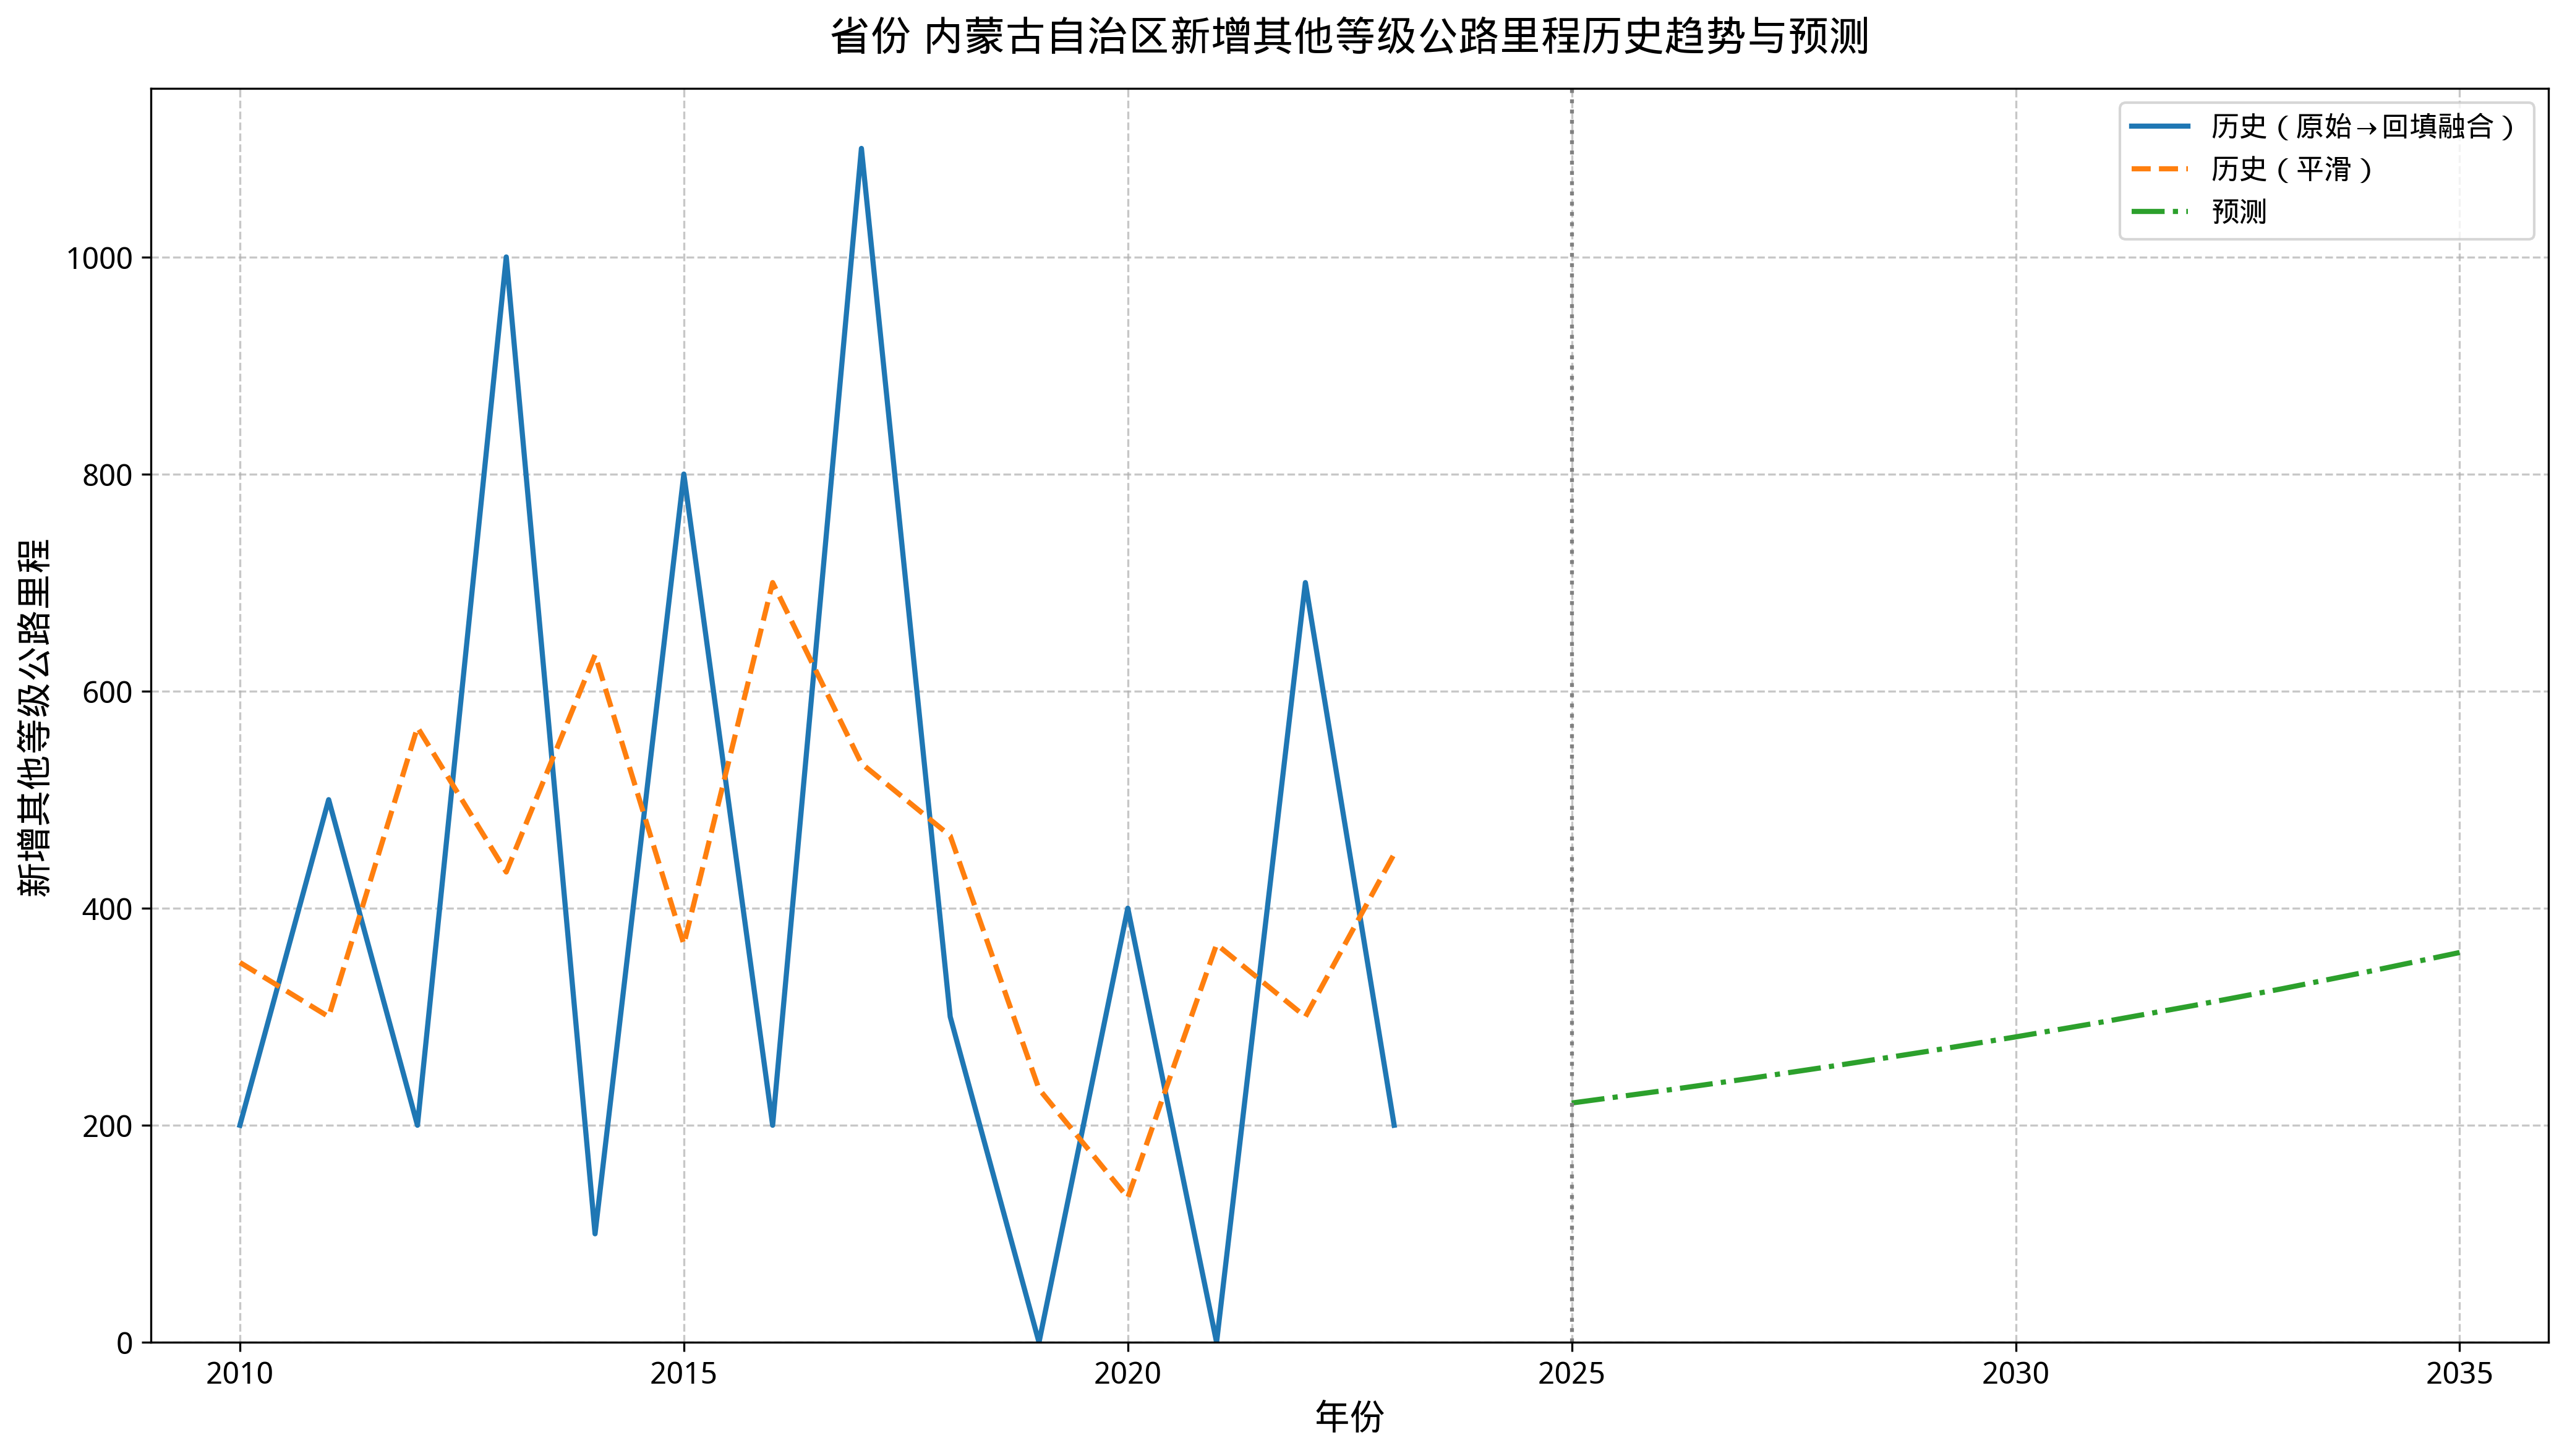 省份 内蒙古自治区新增其他等级公路里程历史趋势与预测
历史（原始→回填融合）
历史（平滑）
预测
新增其他等级公路里程
1000
800
600
400
200
0
2010
2015
2020
2025
2030
2035
年份